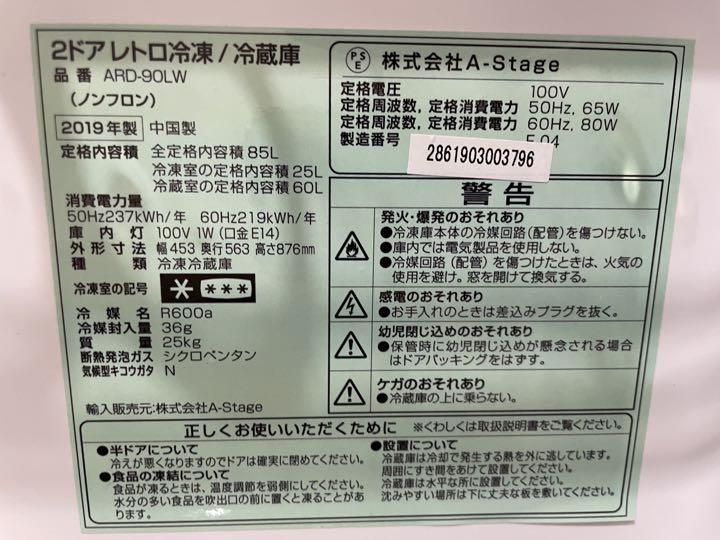 2ドアレトロ冷凍/冷蔵庫
品 番 ARD-90LW
(ノンフロン)
2019年製 中国製
定格内容積 全定格内容積85L
冷凍室の定格内容積25L
冷蔵室の定格内容積60L
消費電力量
50Hz237kWh/年 60Hz219kWh/年
庫内灯 100V 1W(口金E14)
外形寸法 幅453 奥行563 高さ876mm
種類 冷凍冷蔵庫
冷凍室の記号 * ***
冷媒名 R600a
冷媒封入量 36g
質量 25kg
断熱発泡ガス シクロペンタン
気候型キコウガタ N
輸入販売元:株式会社A-Stage
PSE 株式会社A-Stage
定格電圧 100V
定格周波数, 定格消費電力 50Hz, 65W
定格周波数, 定格消費電力 60Hz, 80W
製造番号
2861903003796
警告
発火・爆発のおそれあり
●冷凍庫本体の冷媒回路(配管)を傷つけない。
●庫内では電気製品を使用しない。
●冷媒回路(配管)を傷つけたときは、火気の
使用を避け。窓を開けて換気する。
感電のおそれあり
●お手入れのときは差込みプラグを抜く。
幼児閉じ込めのおそれあり
●保管時に幼児閉じ込めが懸念される場合
はドアパッキングをはずす。
ケガのおそれあり
●冷蔵庫の上に乗らない。
正しくお使いいただくために ※くわしくは取扱説明書をご覧ください。
●半ドアについて
冷えが悪くなりますのでドアは確実に閉めてください。
●食品の凍結について
食品が凍るときは、温度調節を弱側にしてください。
水分の多い食品を吹出口の前に置くと凍ることがあ
ります。
●設置について
冷蔵庫は冷却で発生する熱を外に逃しています。
周囲にすき間をあけて設置してください。
冷蔵庫は水平な所に設置してください。
沈みやすい場所は下に丈夫な板を敷いてください。